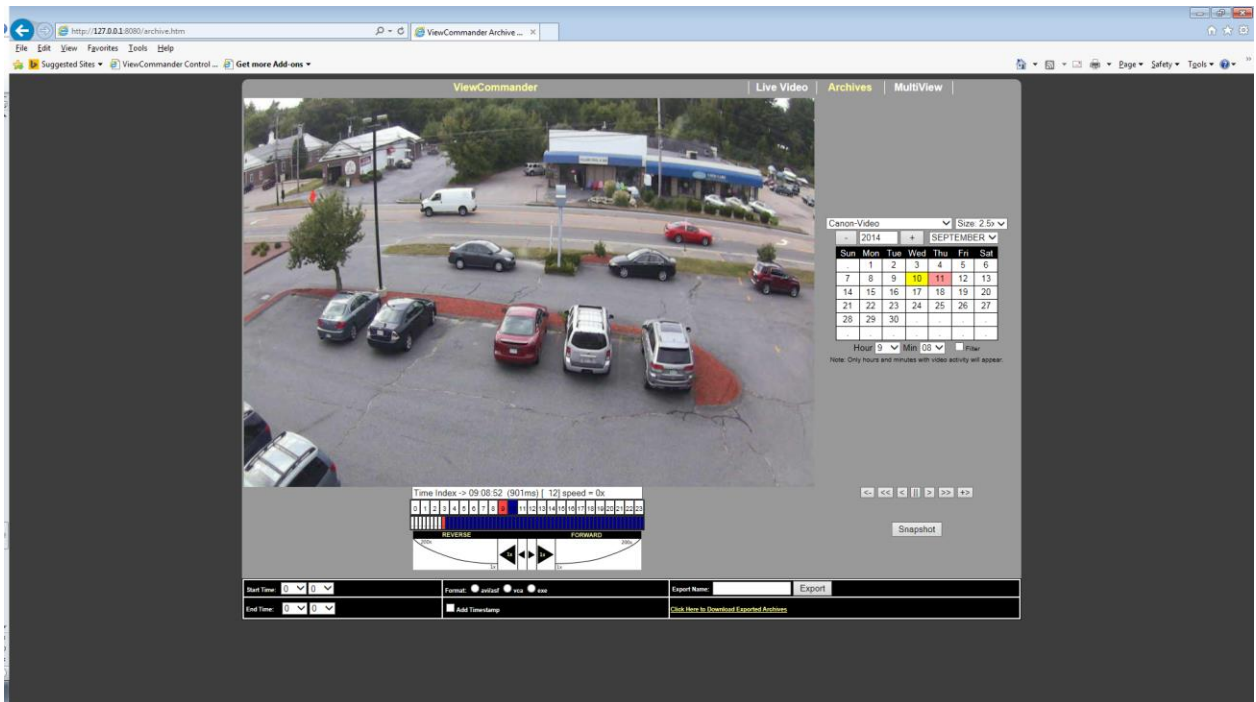 http://127.0.0.1:8080/archive.htm
ViewCommander Archive ...
File Edit View Favorites Tools Help
Suggested Sites ViewCommander Control ... Get more Add-ons
Page Safety Tools
ViewCommander Live Video Archives MultiView
Canon-Video Size: 2.5x
- 2014 + SEPTEMBER
Sun Mon Tue Wed Thu Fri Sat
. 1 2 3 4 5 6
7 8 9 10 11 12 13
14 15 16 17 18 19 20
21 22 23 24 25 26 27
28 29 30 . . . .
. . . . . . .
Hour 9 Min 08 Filter
Note: Only hours and minutes with video activity will appear.
Time Index -> 09:08:52 (901ms) [ 12] speed = 0x
0 1 2 3 4 5 6 7 8 9 11 12 13 14 15 16 17 18 19 20 21 22 23
REVERSE FORWARD
200x 200x
1x 1x
1x 1x
<- << < || > >> +>
Snapshot
Start Time: 0 0 Format: avi/asf vca exe Export Name: Export
End Time: 0 0 Add Timestamp Click Here to Download Exported Archives